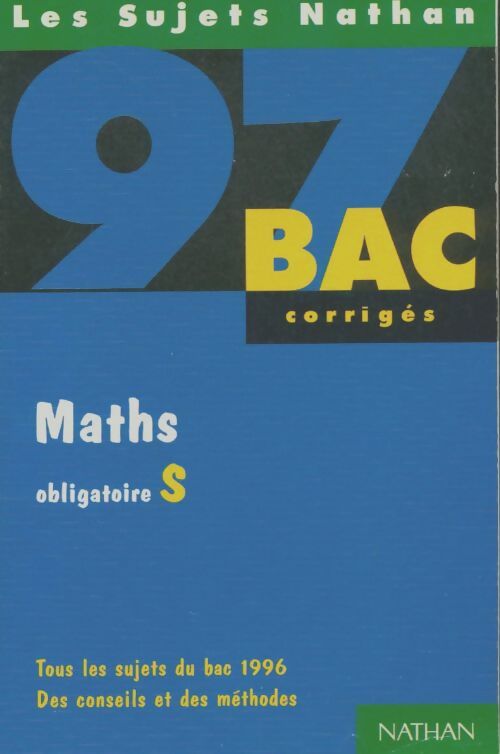 Les Sujets Nathan
97
BAC
corrigés
Maths
obligatoire S
Tous les sujets du bac 1996
Des conseils et des méthodes
NATHAN